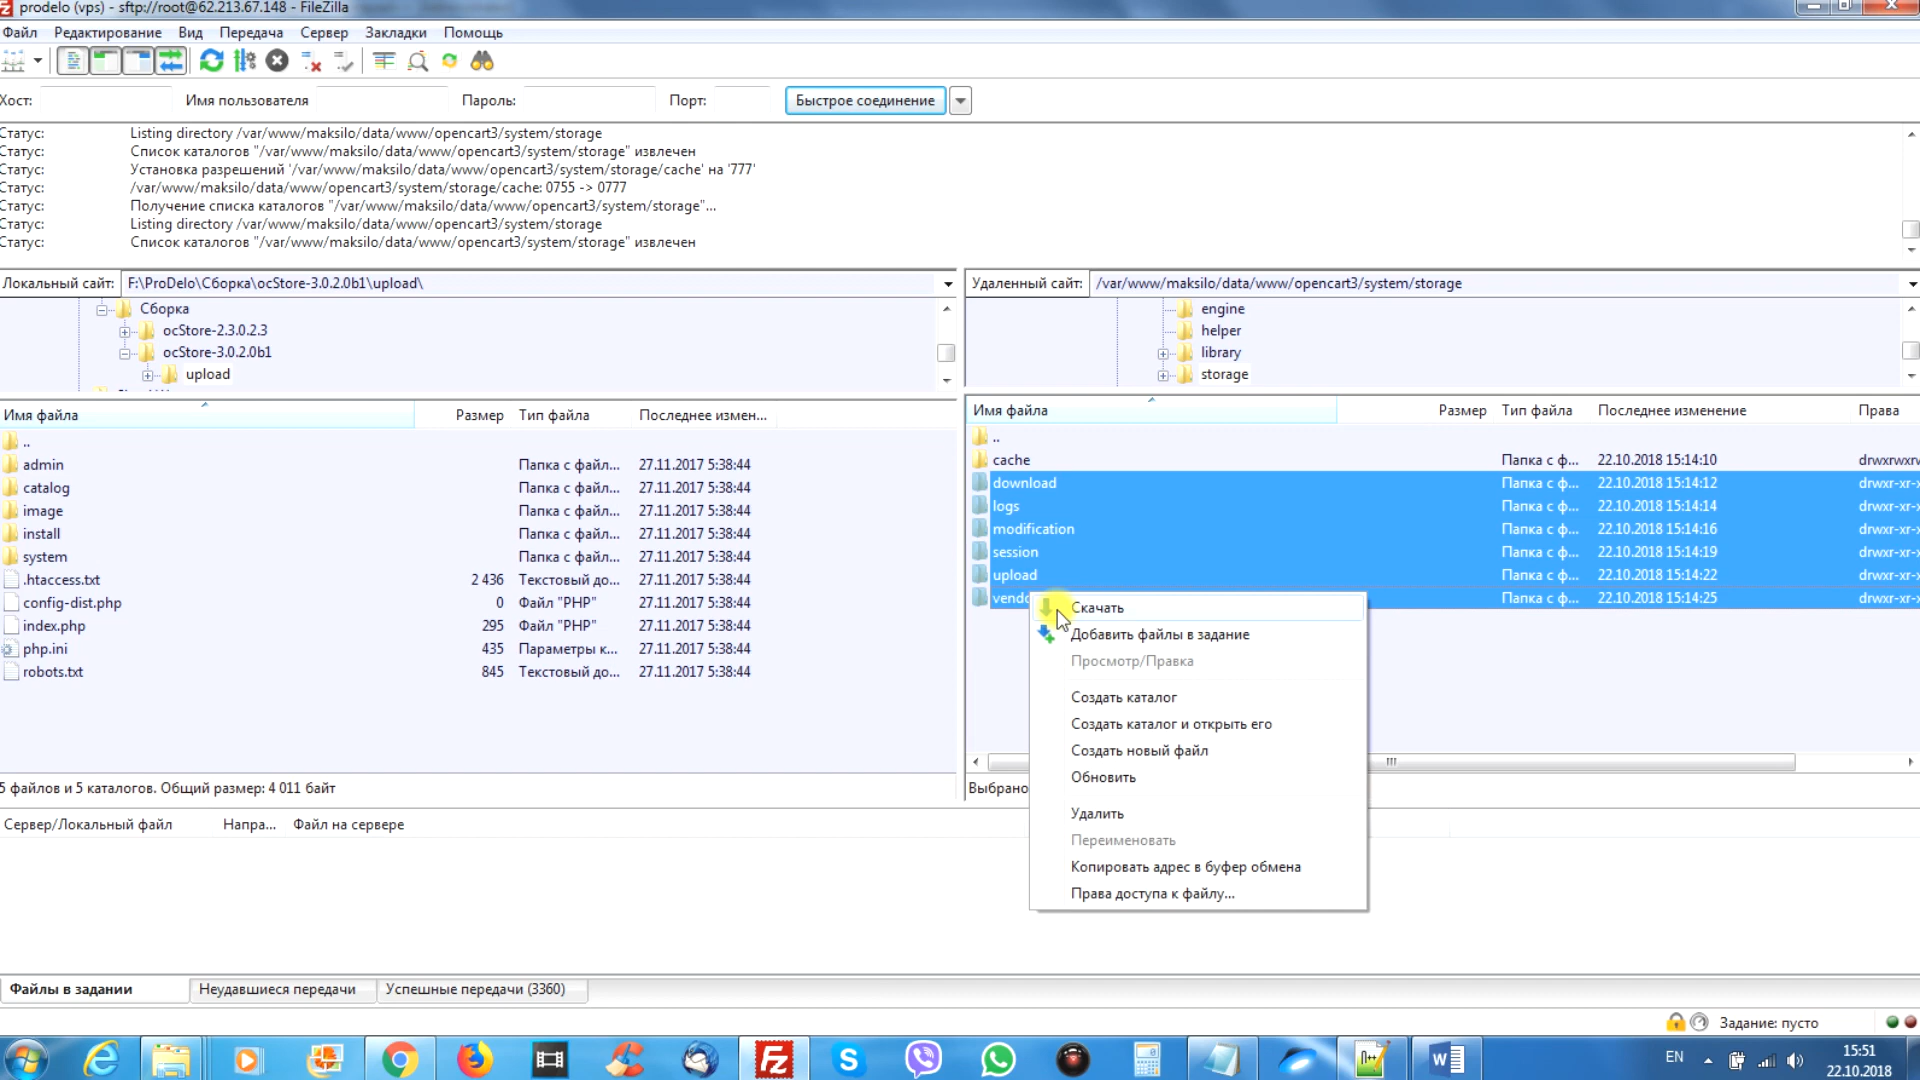 prodelo (vps) - sftp://root@62.213.67.148 - FileZilla
Файл Редактирование Вид Передача Сервер Закладки Помощь
Хост: Имя пользователя Пароль: Порт: Быстрое соединение
Статус: Listing directory /var/www/maksilo/data/www/opencart3/system/storage
Статус: Список каталогов "/var/www/maksilo/data/www/opencart3/system/storage" извлечен
Статус: Установка разрешений '/var/www/maksilo/data/www/opencart3/system/storage/cache' на '777'
Статус: /var/www/maksilo/data/www/opencart3/system/storage/cache: 0755 -> 0777
Статус: Получение списка каталогов "/var/www/maksilo/data/www/opencart3/system/storage"...
Статус: Listing directory /var/www/maksilo/data/www/opencart3/system/storage
Статус: Список каталогов "/var/www/maksilo/data/www/opencart3/system/storage" извлечен
Локальный сайт: F:\ProDelo\Сборка\ocStore-3.0.2.0b1\upload\
Сборка
ocStore-2.3.0.2.3
ocStore-3.0.2.0b1
upload
Имя файла Размер Тип файла Последнее измен...
..
admin Папка с файл... 27.11.2017 5:38:44
catalog Папка с файл... 27.11.2017 5:38:44
image Папка с файл... 27.11.2017 5:38:44
install Папка с файл... 27.11.2017 5:38:44
system Папка с файл... 27.11.2017 5:38:44
.htaccess.txt 2 436 Текстовый до... 27.11.2017 5:38:44
config-dist.php 0 Файл "PHP" 27.11.2017 5:38:44
index.php 295 Файл "PHP" 27.11.2017 5:38:44
php.ini 435 Параметры к... 27.11.2017 5:38:44
robots.txt 845 Текстовый до... 27.11.2017 5:38:44
5 файлов и 5 каталогов. Общий размер: 4 011 байт
Удаленный сайт: /var/www/maksilo/data/www/opencart3/system/storage
engine
helper
library
storage
Имя файла Размер Тип файла Последнее изменение Права
..
cache Папка с ф... 22.10.2018 15:14:10 drwxrwxrw
download Папка с ф... 22.10.2018 15:14:12 drwxr-xr-x
logs Папка с ф... 22.10.2018 15:14:14 drwxr-xr-x
modification Папка с ф... 22.10.2018 15:14:16 drwxr-xr-x
session Папка с ф... 22.10.2018 15:14:19 drwxr-xr-x
upload Папка с ф... 22.10.2018 15:14:22 drwxr-xr-x
vendo Папка с ф... 22.10.2018 15:14:25 drwxr-xr-x
Выбрано
Скачать
Добавить файлы в задание
Просмотр/Правка
Создать каталог
Создать каталог и открыть его
Создать новый файл
Обновить
Удалить
Переименовать
Копировать адрес в буфер обмена
Права доступа к файлу...
Сервер/Локальный файл Напра... Файл на сервере
Файлы в задании Неудавшиеся передачи Успешные передачи (3360)
Задание: пусто
EN 15:51
22.10.2018